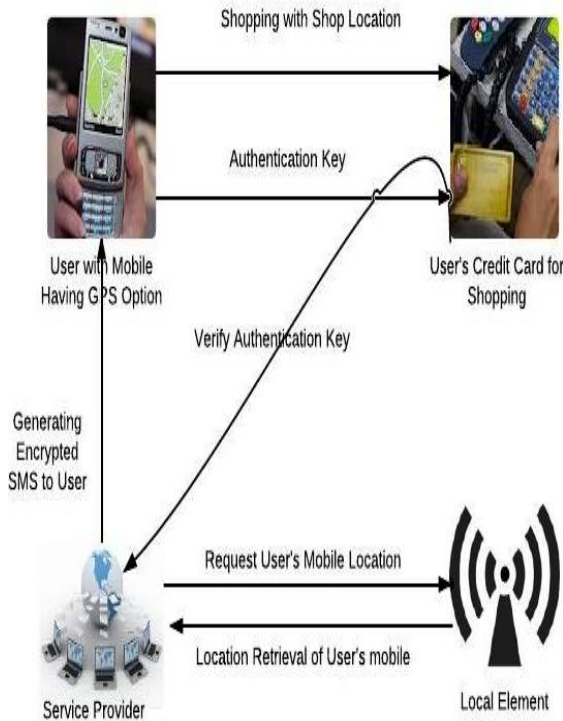 Shopping with Shop Location
Authentication Key
User with Mobile
Having GPS Option
User's Credit Card for
Shopping
Verify Authentication Key
Generating
Encrypted
SMS to User
Request User's Mobile Location
Location Retrieval of User's mobile
Service Provider
Local Element